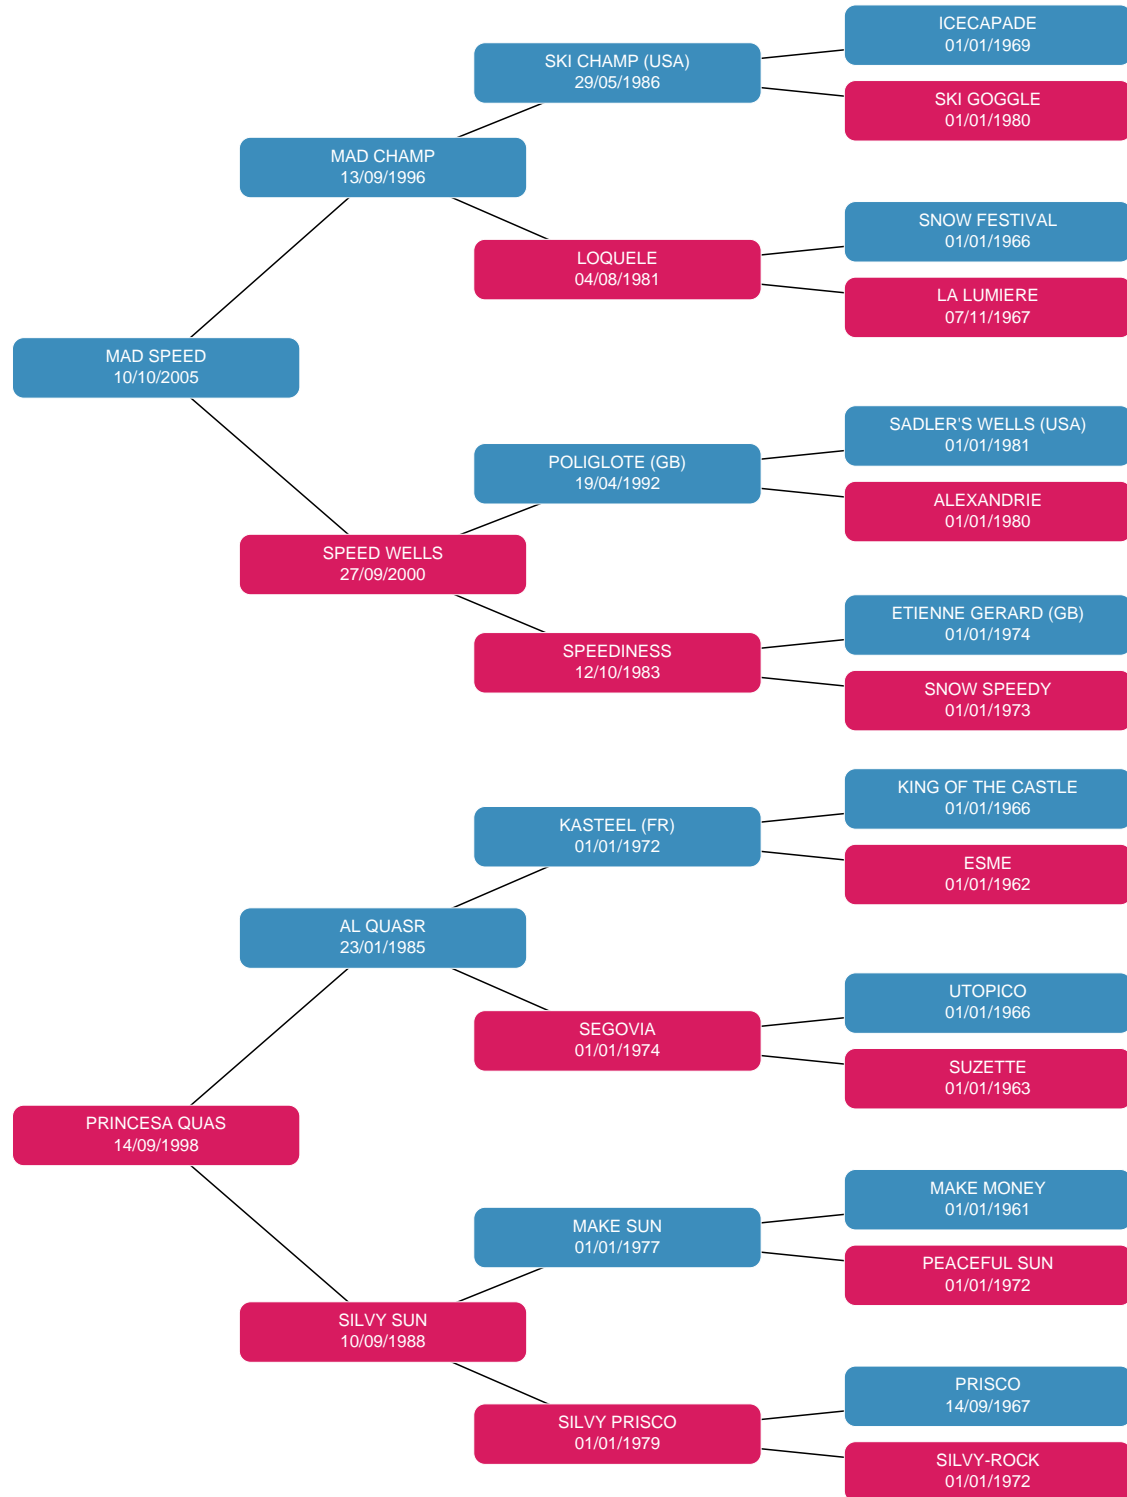 ICECAPADE
01/01/1969
SKI CHAMP (USA)
29/05/1986
SKI GOGGLE
01/01/1980
MAD CHAMP
13/09/1996
SNOW FESTIVAL
01/01/1966
LOQUELE
04/08/1981
LA LUMIERE
07/11/1967
MAD SPEED
10/10/2005
SADLER'S WELLS (USA)
01/01/1981
POLIGLOTE (GB)
19/04/1992
ALEXANDRIE
01/01/1980
SPEED WELLS
27/09/2000
ETIENNE GERARD (GB)
01/01/1974
SPEEDINESS
12/10/1983
SNOW SPEEDY
01/01/1973
KING OF THE CASTLE
01/01/1966
KASTEEL (FR)
01/01/1972
ESME
01/01/1962
AL QUASR
23/01/1985
UTOPICO
01/01/1966
SEGOVIA
01/01/1974
SUZETTE
01/01/1963
PRINCESA QUAS
14/09/1998
MAKE MONEY
01/01/1961
MAKE SUN
01/01/1977
PEACEFUL SUN
01/01/1972
SILVY SUN
10/09/1988
PRISCO
14/09/1967
SILVY PRISCO
01/01/1979
SILVY-ROCK
01/01/1972